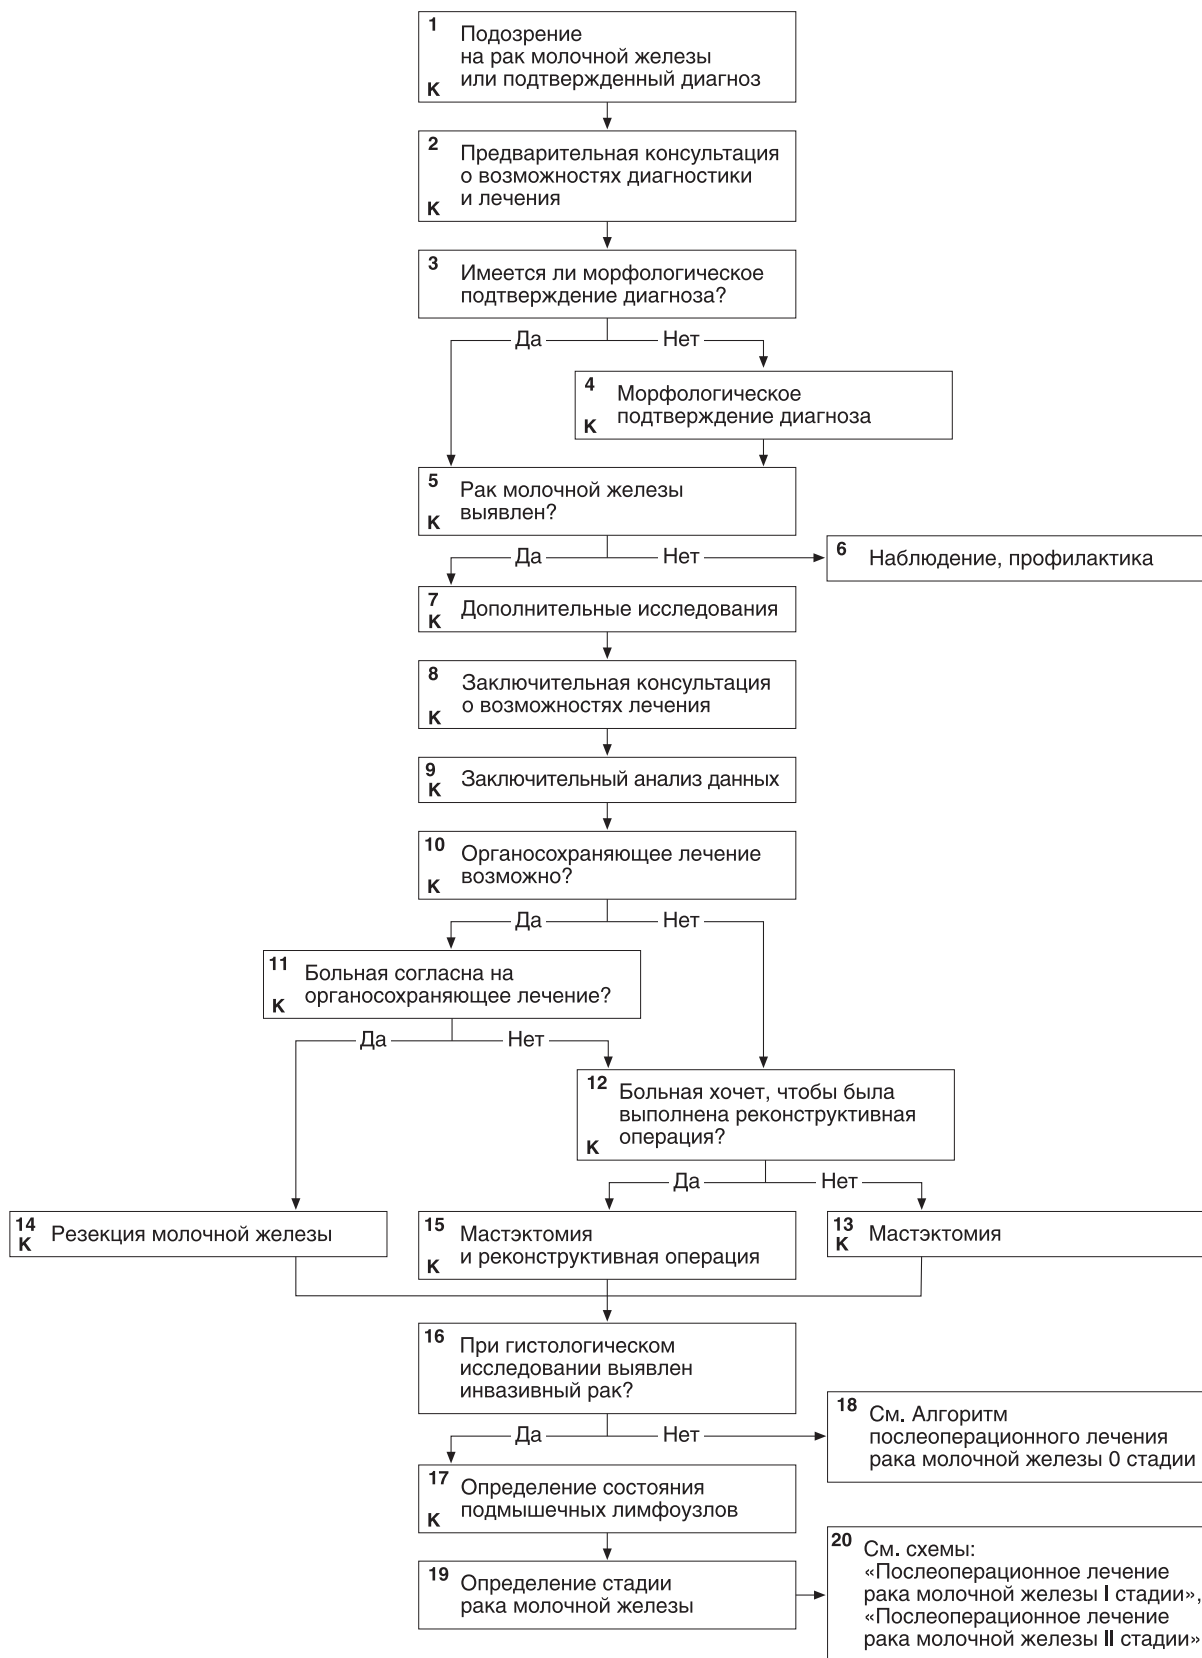 1
Подозрение
на рак молочной железы
или подтвержденный диагноз
К
2
Предварительная консультация
о возможностях диагностики
и лечения
К
3
Имеется ли морфологическое
подтверждение диагноза?
Да
Нет
4
Морфологическое
подтверждение диагноза
К
5
Рак молочной железы
выявлен?
К
Да
Нет
6
Наблюдение, профилактика
7
К
Дополнительные исследования
8
Заключительная консультация
о возможностях лечения
К
9
К
Заключительный анализ данных
10
Органосохраняющее лечение
возможно?
К
Да
Нет
11
Больная согласна на
органосохраняющее лечение?
К
Да
Нет
12
Больная хочет, чтобы была
выполнена реконструктивная
операция?
К
Да
Нет
14
К
Резекция молочной железы
15
Мастэктомия
и реконструктивная операция
К
13
К
Мастэктомия
16
При гистологическом
исследовании выявлен
инвазивный рак?
Да
Нет
18
См. Алгоритм
послеоперационного лечения
рака молочной железы 0 стадии
17
Определение состояния
подмышечных лимфоузлов
К
19
Определение стадии
рака молочной железы
20
См. схемы:
«Послеоперационное лечение
рака молочной железы I стадии»,
«Послеоперационное лечение
рака молочной железы II стадии»